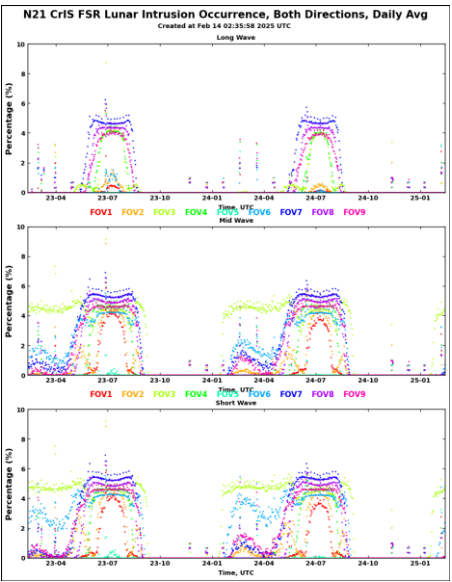 N21 CrIS FSR Lunar Intrusion Occurrence, Both Directions, Daily Avg
Created at Feb 14 02:35:58 2025 UTC
Long Wave
Percentage (%)
10
8
6
4
2
0
23-04 23-07 23-10 24-01 24-04 24-07 24-10 25-01
Time, UTC
FOV1 FOV2 FOV3 FOV4 FOV5 FOV6 FOV7 FOV8 FOV9
Mid Wave
Percentage (%)
10
8
6
4
2
0
23-04 23-07 23-10 24-01 24-04 24-07 24-10 25-01
Time, UTC
FOV1 FOV2 FOV3 FOV4 FOV5 FOV6 FOV7 FOV8 FOV9
Short Wave
Percentage (%)
10
8
6
4
2
0
23-04 23-07 23-10 24-01 24-04 24-07 24-10 25-01
Time, UTC